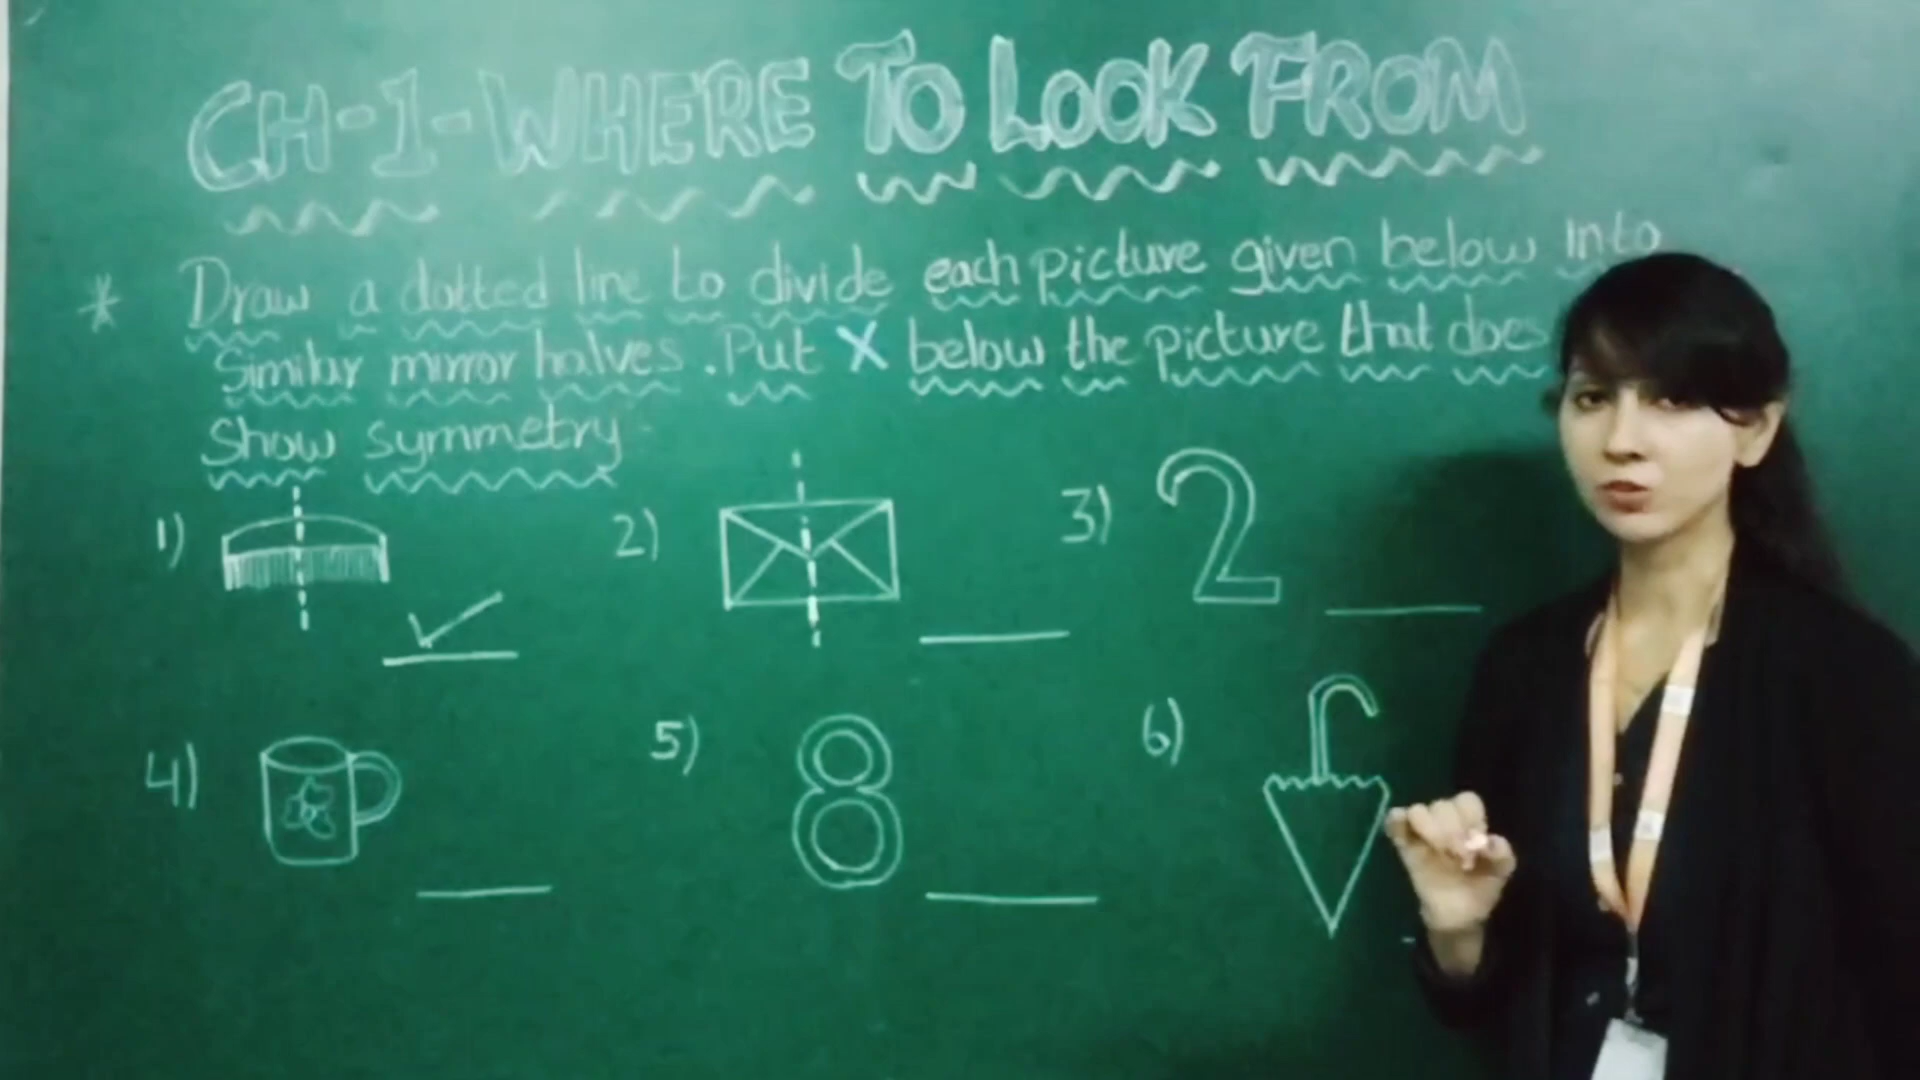 CH-1-WHERE TO LOOK FROM
* Draw a dotted line to divide each picture given below into
Similar mirror halves. Put X below the picture that does
Show symmetry
1) 2) 3) 2
4) 5) 8 6)